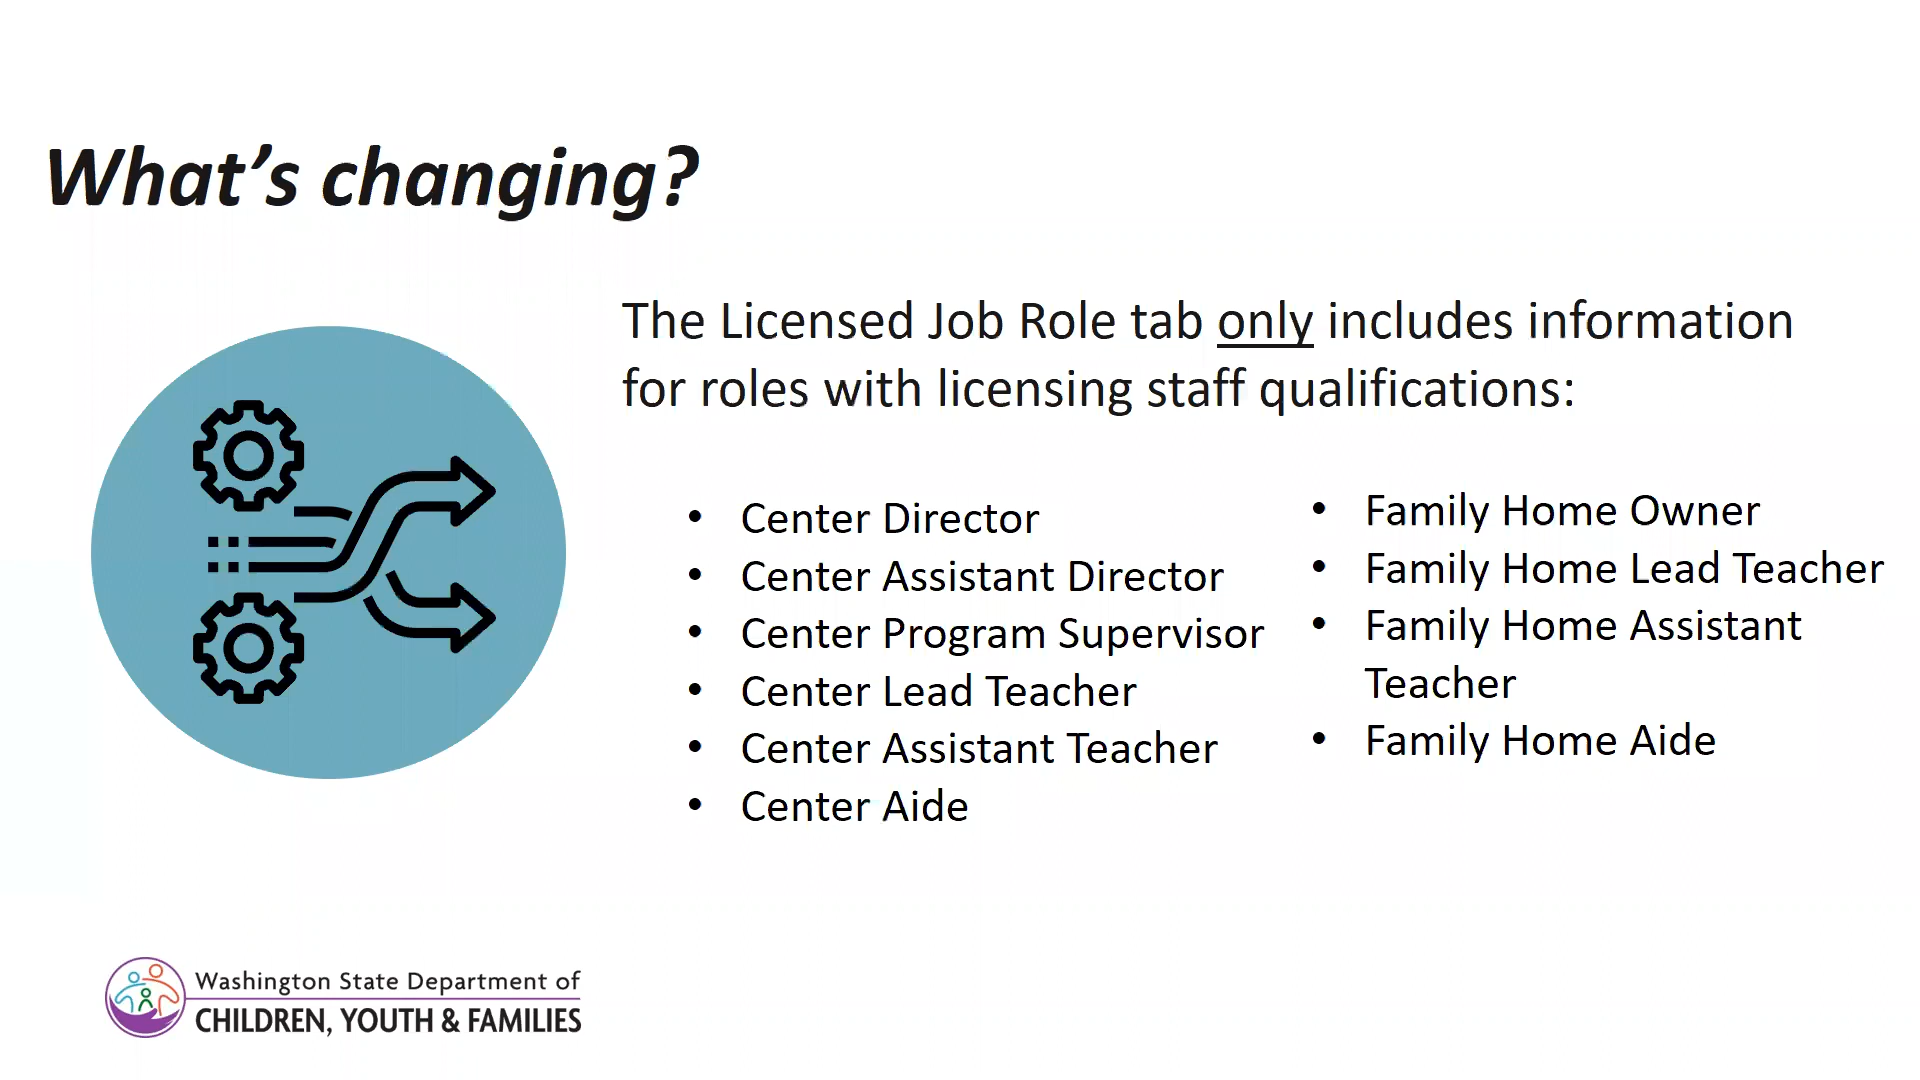 What's changing?
The Licensed Job Role tab only includes information
for roles with licensing staff qualifications:
• Center Director
• Center Assistant Director
• Center Program Supervisor
• Center Lead Teacher
• Center Assistant Teacher
• Center Aide
• Family Home Owner
• Family Home Lead Teacher
• Family Home Assistant
Teacher
• Family Home Aide
Washington State Department of
CHILDREN, YOUTH & FAMILIES